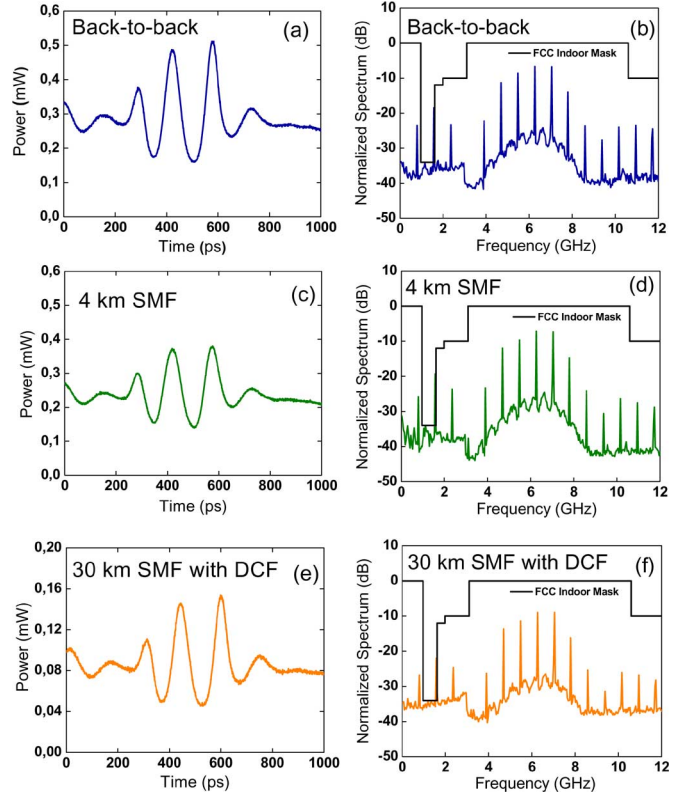 Back-to-back
(a)
0,6
0,5
0,4
0,3
0,2
0,1
0,0
Power (mW)
0 200 400 600 800 1000
Time (ps)
Back-to-back
(b)
FCC Indoor Mask
10
0
-10
-20
-30
-40
-50
Normalized Spectrum (dB)
0 2 4 6 8 10 12
Frequency (GHz)
4 km SMF
(c)
0,6
0,5
0,4
0,3
0,2
0,1
0,0
Power (mW)
0 200 400 600 800 1000
Time (ps)
4 km SMF
(d)
FCC Indoor Mask
10
0
-10
-20
-30
-40
-50
Normalized Spectrum (dB)
0 2 4 6 8 10 12
Frequency (GHz)
30 km SMF with DCF
(e)
0,20
0,16
0,12
0,08
0,04
0,00
Power (mW)
0 200 400 600 800 1000
Time (ps)
30 km SMF with DCF
(f)
FCC Indoor Mask
10
0
-10
-20
-30
-40
-50
Normalized Spectrum (dB)
0 2 4 6 8 10 12
Frequency (GHz)